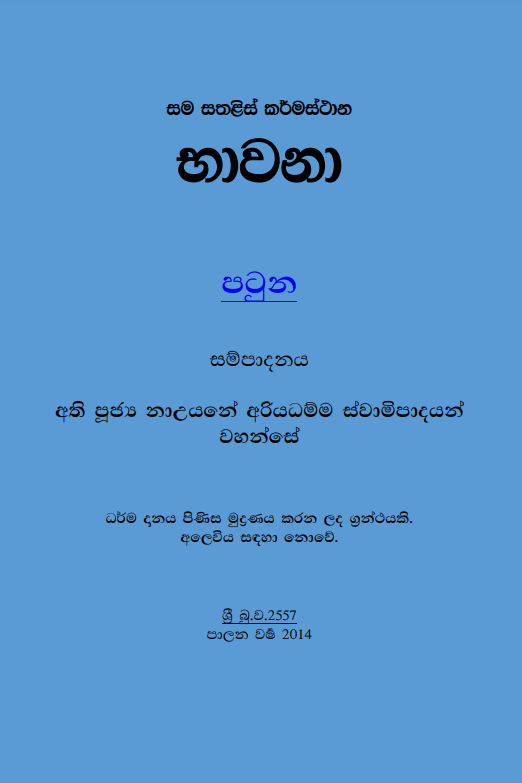 සම සතළිස් කර්මස්ථාන
භාවනා
පටුන
සම්පාදනය
අති පූජ්‍ය නාඋයනේ අරියධම්ම ස්වාමිපාදයන්
වහන්සේ
ධර්ම දානය පිණිස මුද්‍රණය කරන ලද ග්‍රන්ථයකි.
අලෙවිය සඳහා නොවේ.
ශ්‍රී බු.ව.2557
පාලන වර්‍ෂ 2014